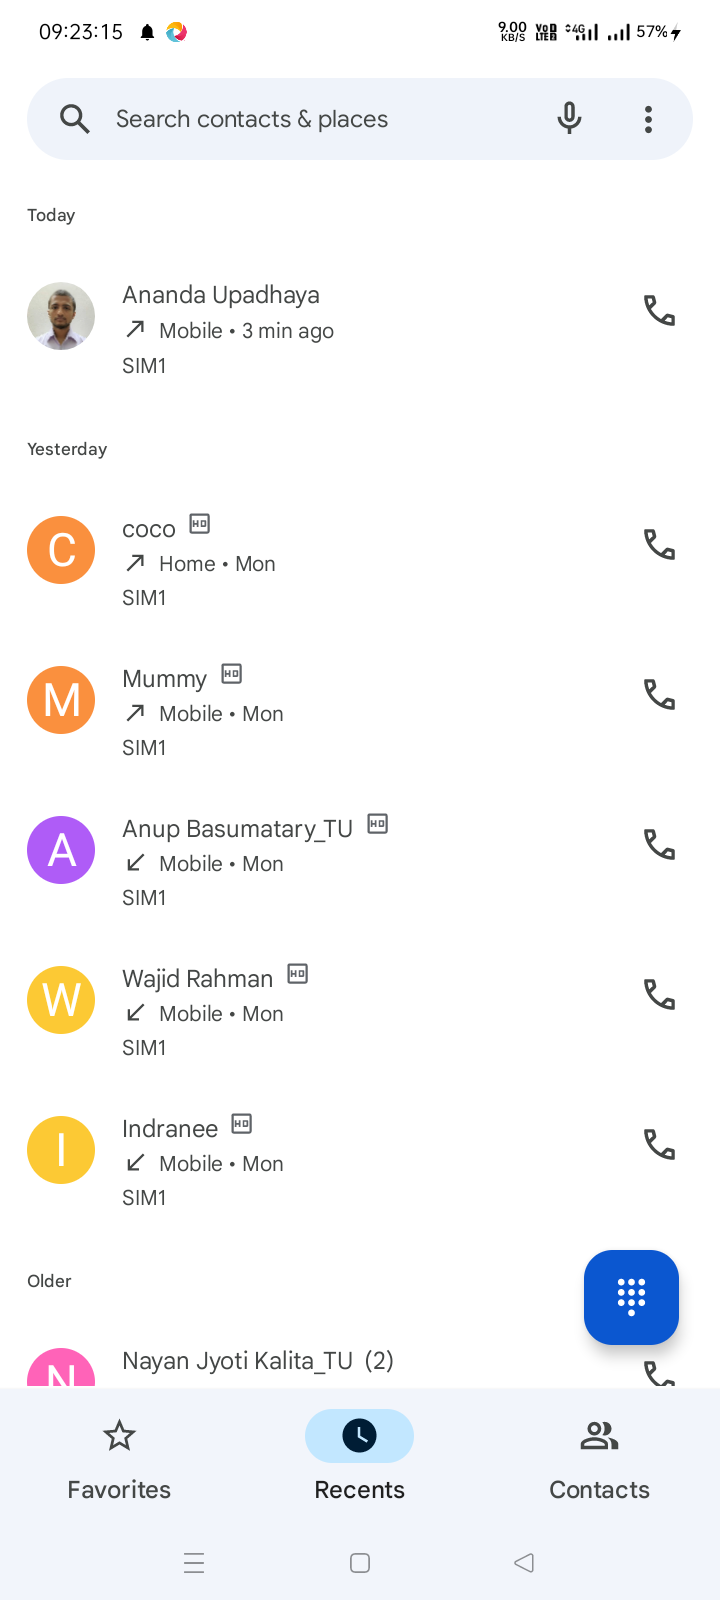 09:23:15
9.00 KB/S
VoD LTE 2
4G
57%
Search contacts & places
Today
Ananda Upadhaya
Mobile • 3 min ago
SIM1
Yesterday
C
coco HD
Home • Mon
SIM1
M
Mummy HD
Mobile • Mon
SIM1
A
Anup Basumatary_TU HD
Mobile • Mon
SIM1
W
Wajid Rahman HD
Mobile • Mon
SIM1
I
Indranee HD
Mobile • Mon
SIM1
Older
N
Nayan Jyoti Kalita_TU (2)
Favorites
Recents
Contacts